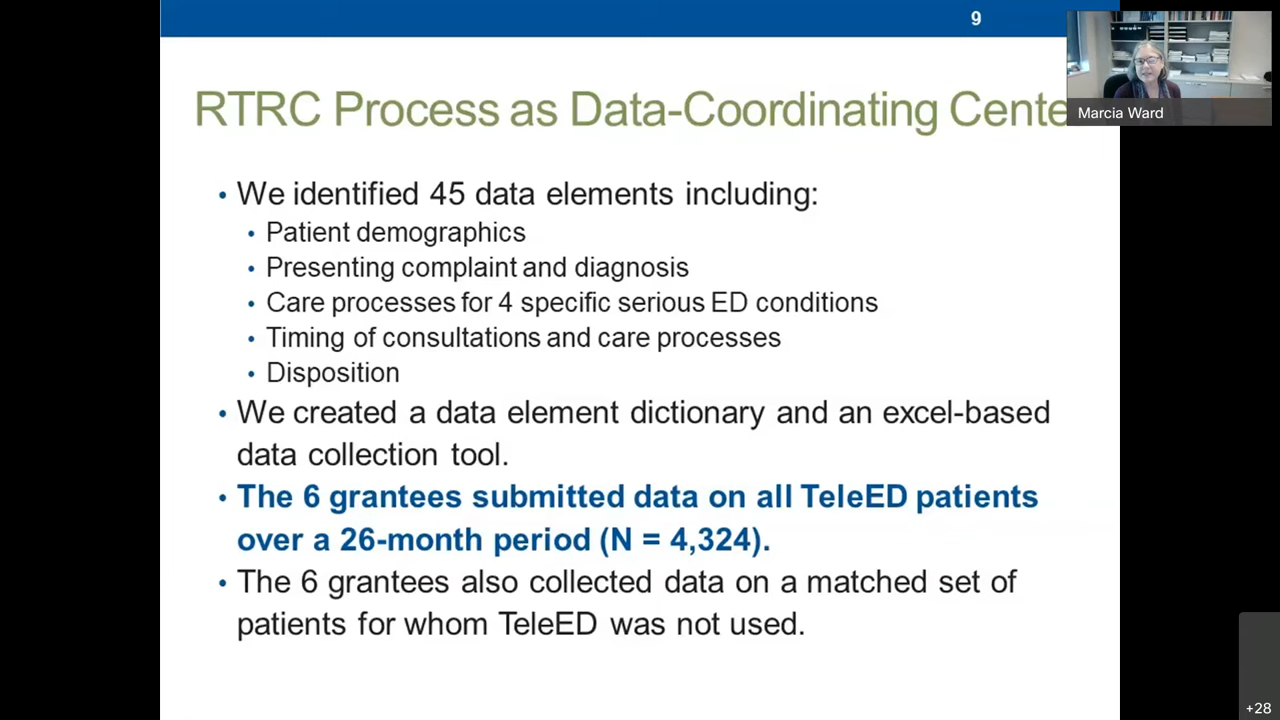 9
RTRC Process as Data-Coordinating Cente
Marcia Ward
• We identified 45 data elements including:
• Patient demographics
• Presenting complaint and diagnosis
• Care processes for 4 specific serious ED conditions
• Timing of consultations and care processes
• Disposition
• We created a data element dictionary and an excel-based
data collection tool.
• The 6 grantees submitted data on all TeleED patients
over a 26-month period (N = 4,324).
• The 6 grantees also collected data on a matched set of
patients for whom TeleED was not used.
+28